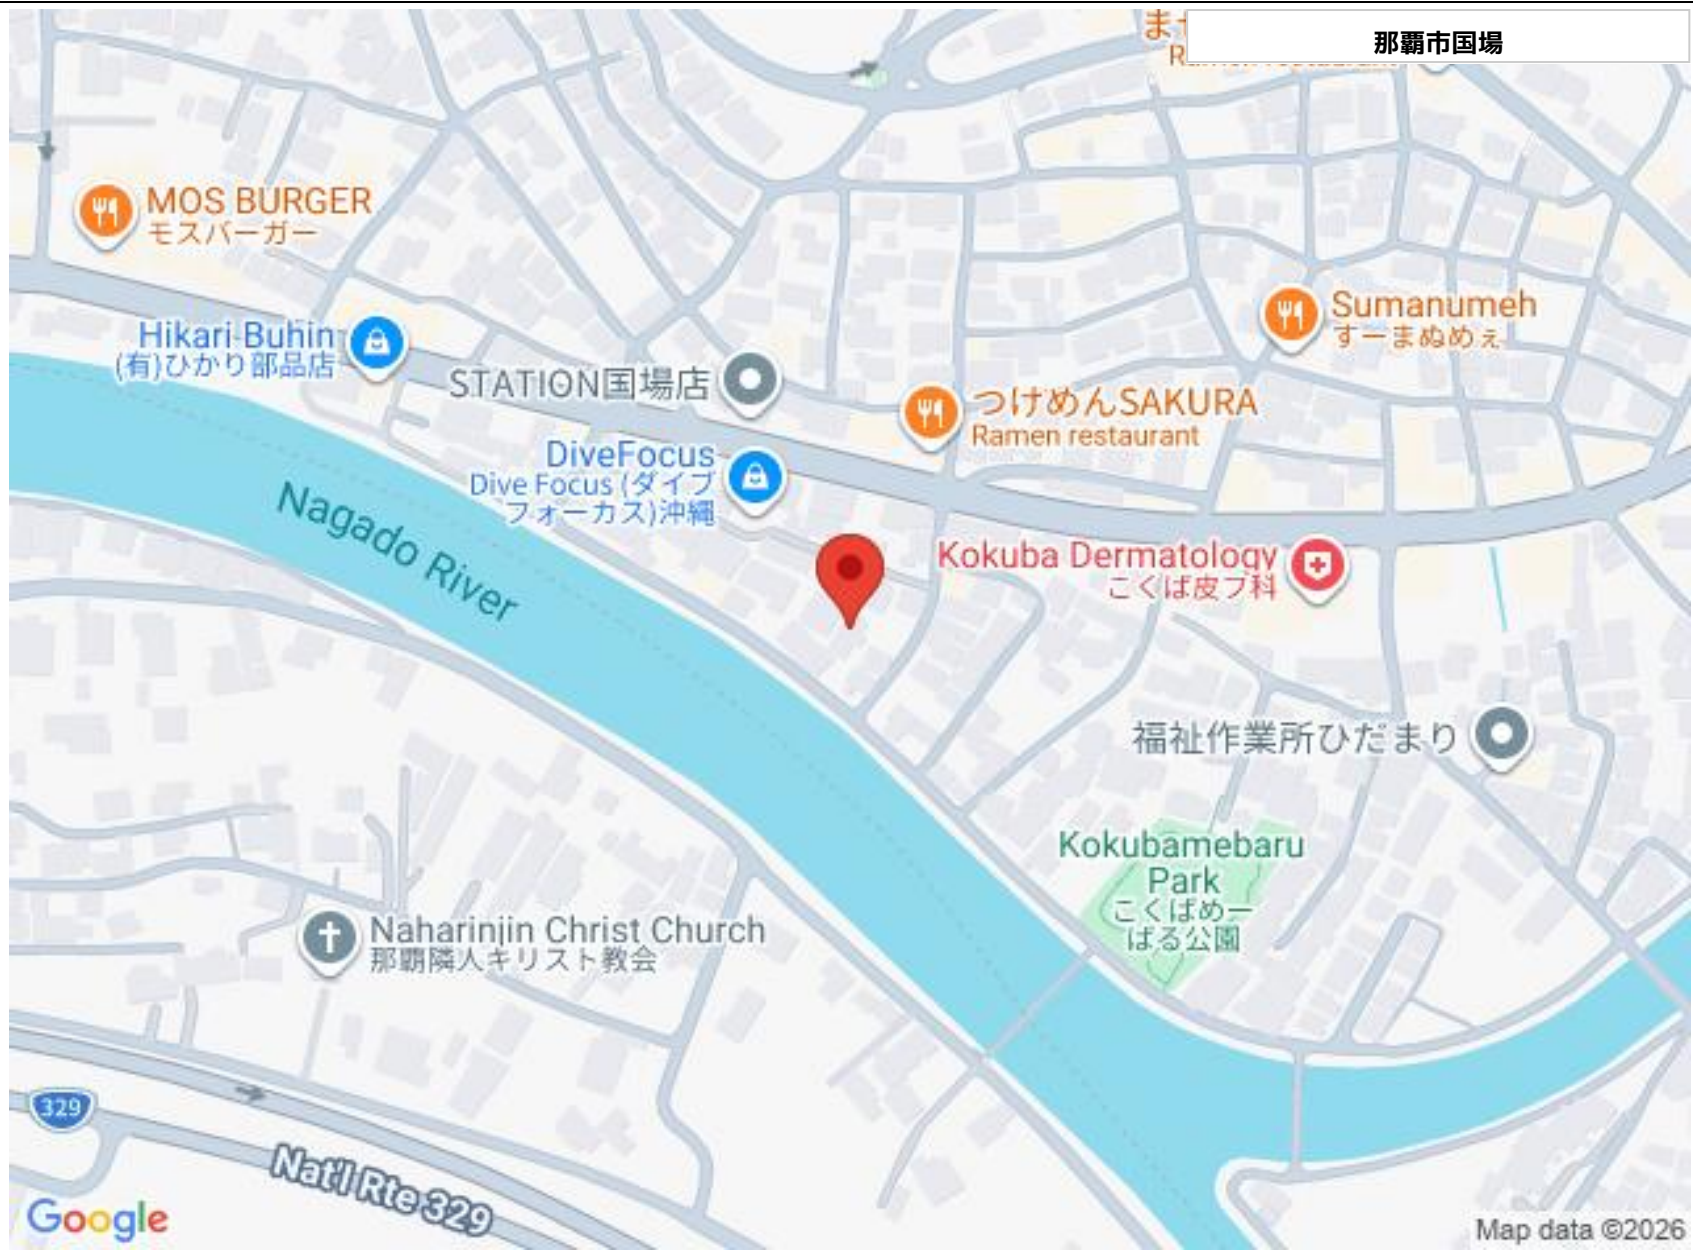 那覇市国場
MOS BURGER
モスバーガー
Sumanumeh
すーまぬめぇ
Hikari Buhin
(有)ひかり部品店
STATION国場店
つけめんSAKURA
Ramen restaurant
DiveFocus
Dive Focus (ダイブ
フォーカス)沖縄
Nagado River
Kokuba Dermatology
こくば皮フ科
福祉作業所ひだまり
Kokubamebaru
Park
こくばめー
ばる公園
Naharinjin Christ Church
那覇隣人キリスト教会
329
Nat'l Rte 329
Google
Map data ©2026